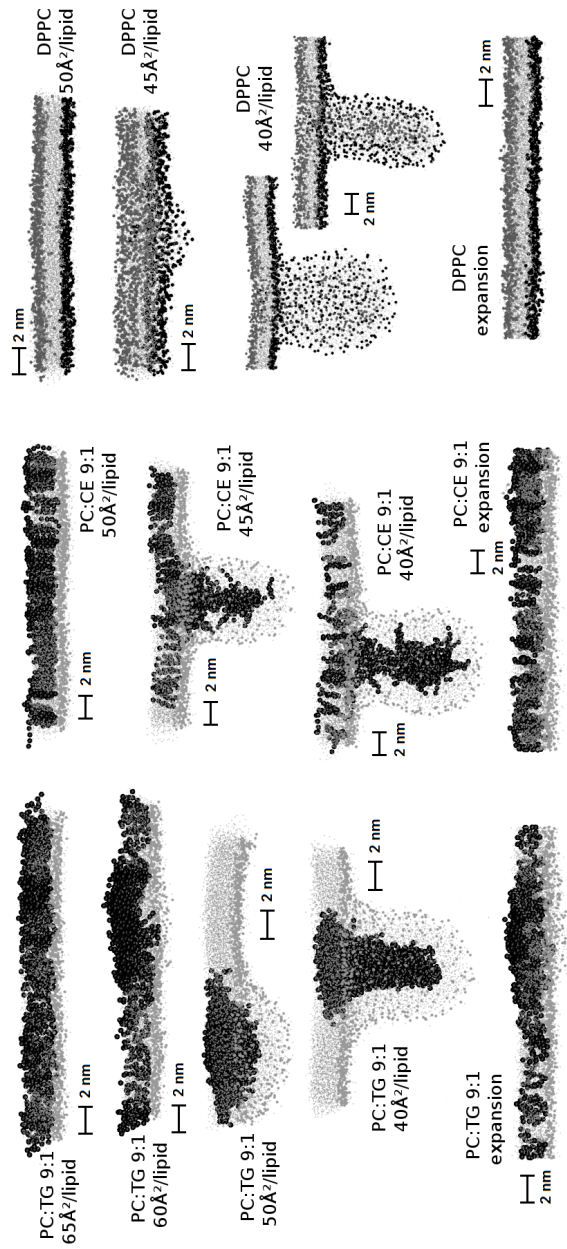 PC:TG 9:1
65Å²/lipid
2 nm
PC:TG 9:1
60Å²/lipid
2 nm
PC:TG 9:1
50Å²/lipid
2 nm
PC:TG 9:1
40Å²/lipid
2 nm
PC:TG 9:1
expansion
2 nm
PC:CE 9:1
50Å²/lipid
2 nm
PC:CE 9:1
45Å²/lipid
2 nm
PC:CE 9:1
40Å²/lipid
2 nm
PC:CE 9:1
expansion
2 nm
DPPC
50Å²/lipid
2 nm
DPPC
45Å²/lipid
2 nm
DPPC
40Å²/lipid
2 nm
DPPC
expansion
2 nm